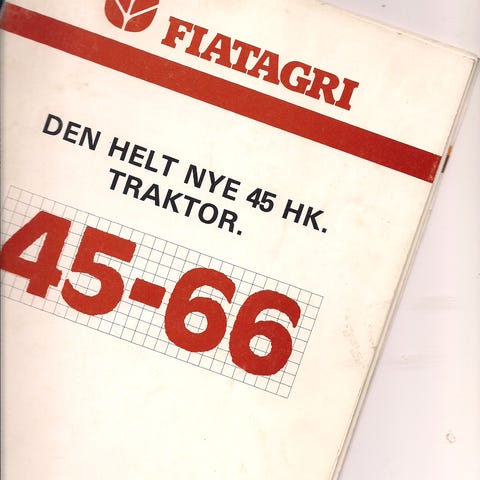 FIATAGRI
DEN HELT NYE 45 HK.
TRAKTOR.
45-66